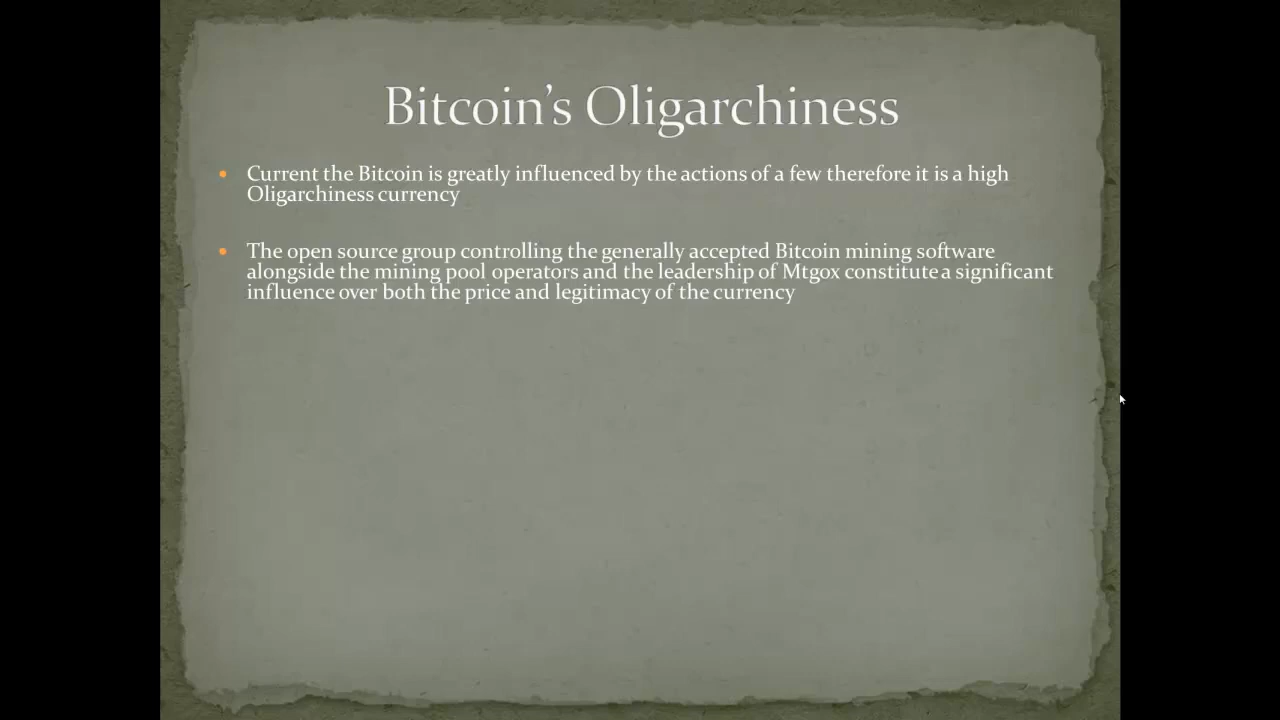 Bitcoin's Oligarchiness
Current the Bitcoin is greatly influenced by the actions of a few therefore it is a high
Oligarchiness currency
The open source group controlling the generally accepted Bitcoin mining software
alongside the mining pool operators and the leadership of Mtgox constitute a significant
influence over both the price and legitimacy of the currency